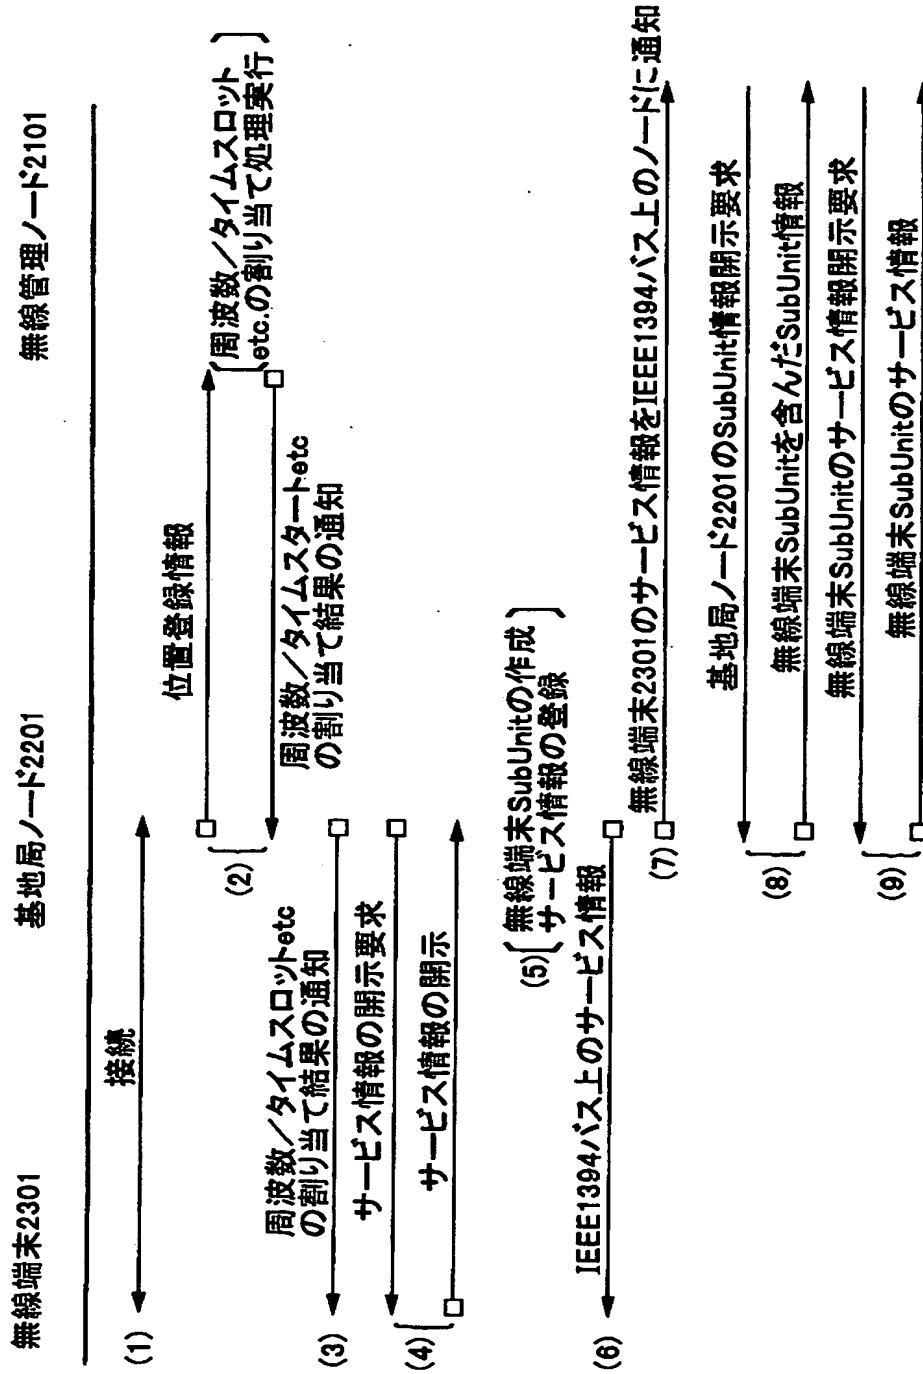 無線端末2301
基地局ノード2201
無線管理ノード2101
(1)
接続
位置登録情報
(2)
周波数/タイムスロット
etc.の割り当て処理実行
周波数/タイムスタートetc
の割り当て結果の通知
(3)
周波数/タイムスロットetc
の割り当て結果の通知
サービス情報の開示要求
(4)
サービス情報の開示
(5)
無線端末SubUnitの作成
サービス情報の登録
(6)
IEEE1394バス上のサービス情報
(7)
無線端末2301のサービス情報をIEEE1394バス上のノードに通知
基地局ノード2201のSubUnit情報開示要求
(8)
無線端末SubUnitを含んだSubUnit情報
無線端末SubUnitのサービス情報開示要求
(9)
無線端末SubUnitのサービス情報